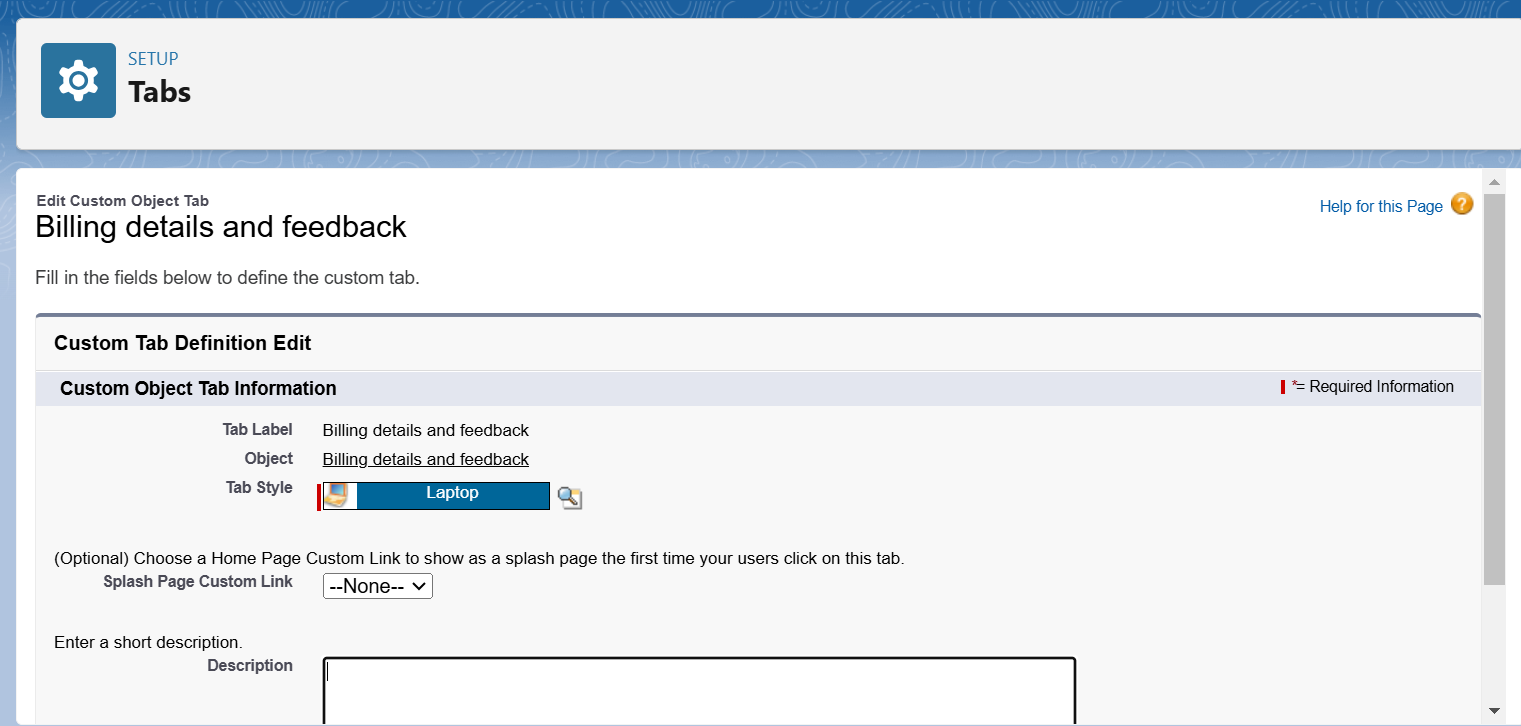 SETUP
Tabs
Edit Custom Object Tab
Billing details and feedback
Help for this Page ?
Fill in the fields below to define the custom tab.
Custom Tab Definition Edit
Custom Object Tab Information
*= Required Information
Tab Label Billing details and feedback
Object Billing details and feedback
Tab Style Laptop
(Optional) Choose a Home Page Custom Link to show as a splash page the first time your users click on this tab.
Splash Page Custom Link --None--
Enter a short description.
Description